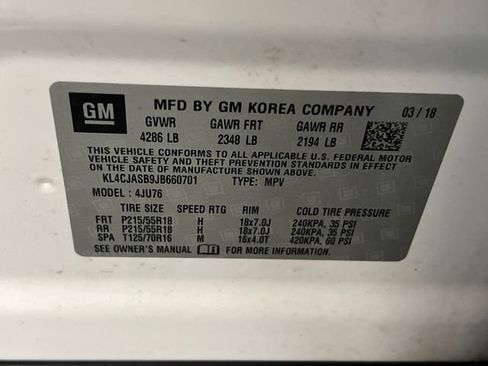 GM
MFD BY GM KOREA COMPANY 03/18
GVWR GAWR FRT GAWR RR
4286 LB 2348 LB 2194 LB
THIS VEHICLE CONFORMS TO ALL APPLICABLE U.S. FEDERAL MOTOR
VEHICLE SAFETY AND THEFT PREVENTION STANDARDS IN EFFECT ON
THE DATE OF MANUFACTURE SHOWN ABOVE.
KL4CJASB9JB660701 TYPE: MPV
MODEL : 4JU76
TIRE SIZE SPEED RTG RIM COLD TIRE PRESSURE
FRT P215/55R18 H 18x7.0J 240KPA, 35 PSI
RR P215/55R18 H 18x7.0J 240KPA, 35 PSI
SPA T125/70R16 M 16x4.0T 420KPA, 60 PSI
SEE OWNER'S MANUAL FOR MORE INFORMATION